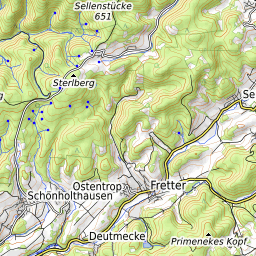 Sellenstücke
651
Sterlberg
Se
Ostentrop
Fretter
Schönholthausen
Deutmecke
Primenekes Kopf